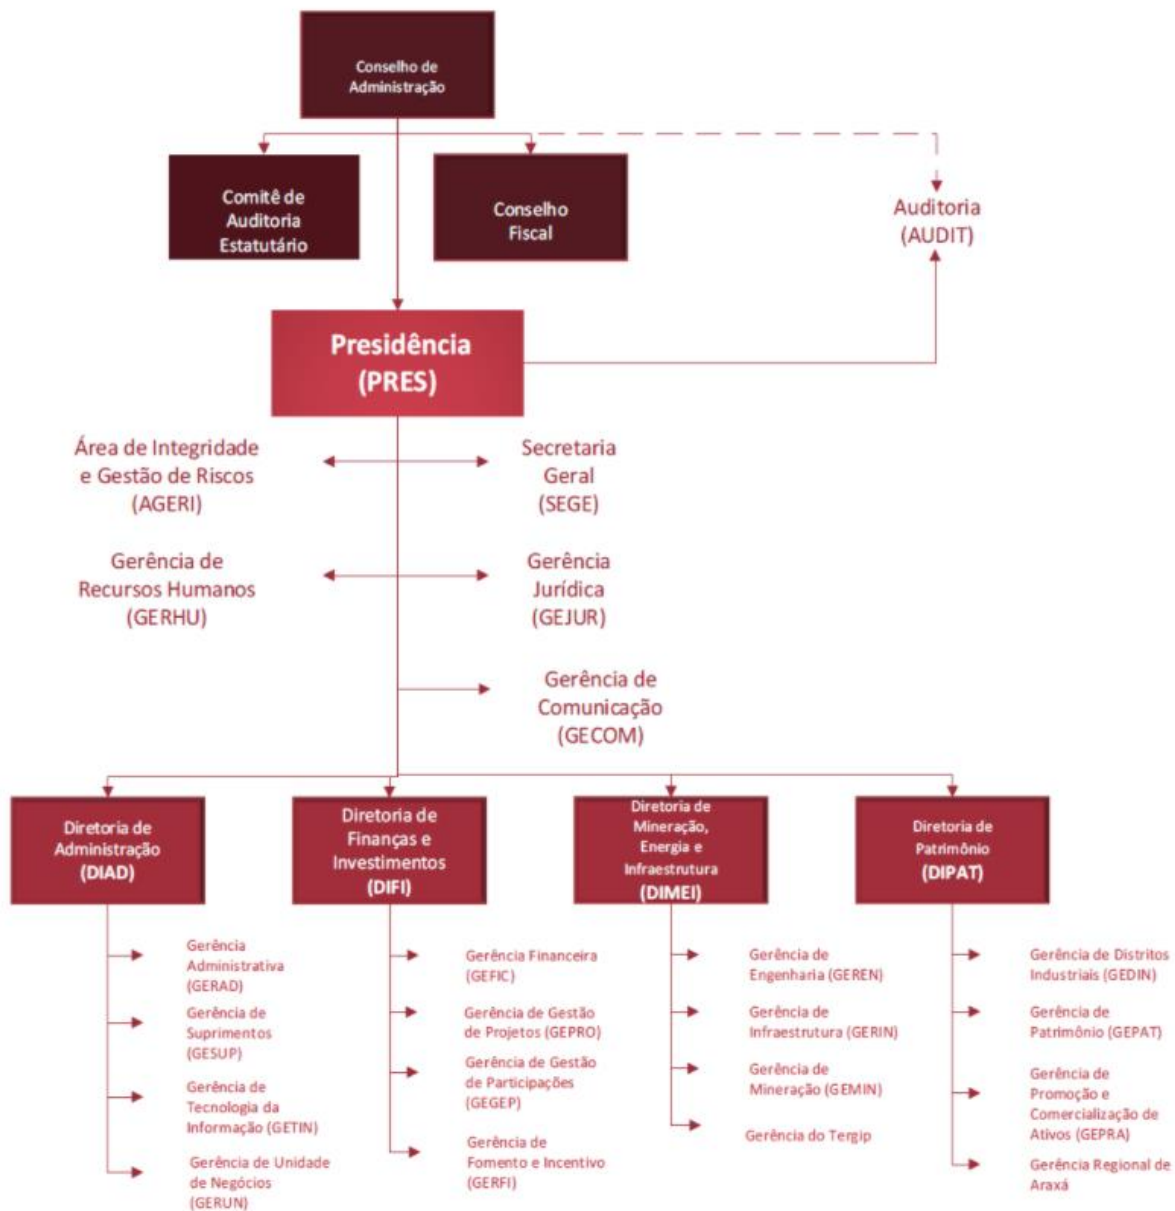 Conselho de
Administração
Comitê de
Auditoria
Estatutário
Conselho
Fiscal
Auditoria
(AUDIT)
Presidência
(PRES)
Área de Integridade
e Gestão de Riscos
(AGERI)
Secretaria
Geral
(SEGE)
Gerência de
Recursos Humanos
(GERHU)
Gerência
Jurídica
(GEJUR)
Gerência de
Comunicação
(GECOM)
Diretoria de
Administração
(DIAD)
Diretoria de
Finanças e
Investimentos
(DIFI)
Diretoria de
Mineração,
Energia e
Infraestrutura
(DIMEI)
Diretoria de
Patrimônio
(DIPAT)
Gerência
Administrativa
(GERAD)
Gerência de
Suprimentos
(GESUP)
Gerência de
Tecnologia da
Informação (GETIN)
Gerência de Unidade
de Negócios
(GERUN)
Gerência Financeira
(GEFIC)
Gerência de Gestão
de Projetos (GEPRO)
Gerência de Gestão
de Participações
(GEGEP)
Gerência de
Fomento e Incentivo
(GERFI)
Gerência de
Engenharia (GEREN)
Gerência de
Infraestrutura (GERIN)
Gerência de
Mineração (GEMIN)
Gerência do Tergip
Gerência de Distritos
Industriais (GEDIN)
Gerência de
Patrimônio (GEPAT)
Gerência de
Promoção e
Comercialização de
Ativos (GEPRA)
Gerência Regional de
Araxá